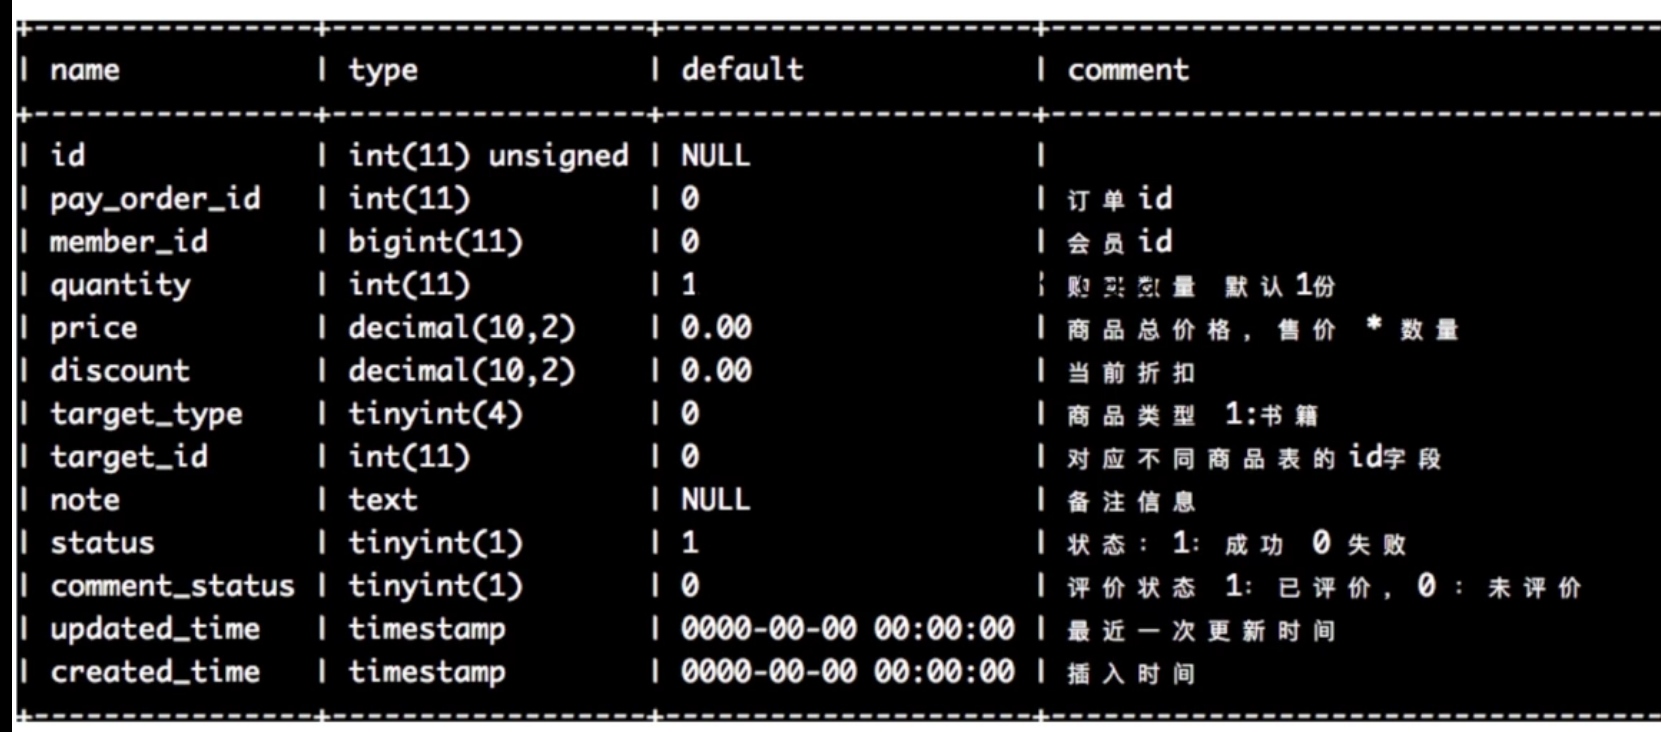 name | type | default | comment
id | int(11) unsigned | NULL |
pay_order_id | int(11) | 0 | 订单id
member_id | bigint(11) | 0 | 会员id
quantity | int(11) | 1 | 购买数量 默认1份
price | decimal(10,2) | 0.00 | 商品总价格, 售价 * 数量
discount | decimal(10,2) | 0.00 | 当前折扣
target_type | tinyint(4) | 0 | 商品类型 1:书籍
target_id | int(11) | 0 | 对应不同商品表的id字段
note | text | NULL | 备注信息
status | tinyint(1) | 1 | 状态: 1: 成功 0 失败
comment_status | tinyint(1) | 0 | 评价状态 1: 已评价, 0 : 未评价
updated_time | timestamp | 0000-00-00 00:00:00 | 最近一次更新时间
created_time | timestamp | 0000-00-00 00:00:00 | 插入时间